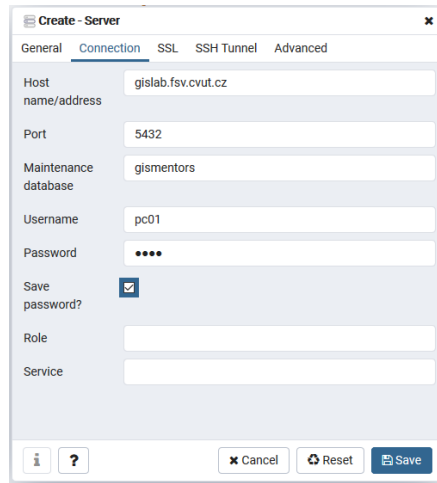 Create - Server
General Connection SSL SSH Tunnel Advanced
Host name/address gislab.fsv.cvut.cz
Port 5432
Maintenance database gismentors
Username pc01
Password ••••
Save password?
Role
Service
i ? Cancel Reset Save